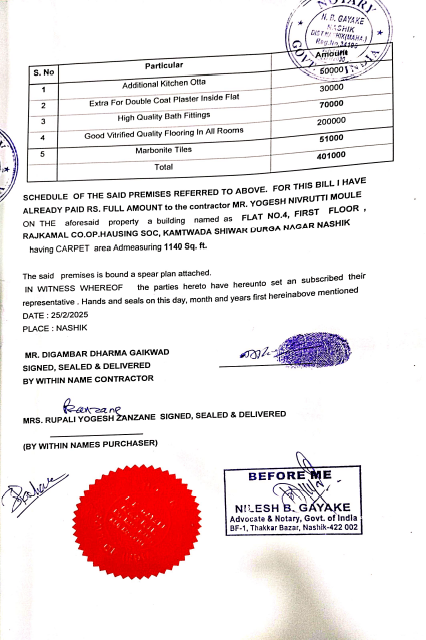 NOTARY
N. B. GAYAKE
NASHIK
GOVT. OF INDIA
S. No Particular Amount
1 Additional Kitchen Otta 50000
2 Extra For Double Coat Plaster Inside Flat 30000
3 High Quality Bath Fittings 70000
4 Good Vitrified Quality Flooring In All Rooms 200000
5 Marbonite Tiles 51000
Total 401000
SCHEDULE OF THE SAID PREMISES REFERRED TO ABOVE. FOR THIS BILL I HAVE
ALREADY PAID RS. FULL AMOUNT to the contractor MR. YOGESH NIVRUTTI MOULE
ON THE aforesaid property a building named as FLAT NO.4, FIRST FLOOR ,
RAJKAMAL CO.OP.HAUSING SOC, KAMTWADA SHIWAR DURGA NAGAR NASHIK
having CARPET area Admeasuring 1140 Sq. ft.
The said premises is bound a spear plan attached.
IN WITNESS WHEREOF the parties hereto have hereunto set an subscribed their
representative . Hands and seals on this day, month and years first hereinabove mentioned
DATE : 25/2/2025
PLACE : NASHIK
MR. DIGAMBAR DHARMA GAIKWAD
SIGNED, SEALED & DELIVERED
BY WITHIN NAME CONTRACTOR
Ranzane
MRS. RUPALI YOGESH ZANZANE SIGNED, SEALED & DELIVERED
(BY WITHIN NAMES PURCHASER)
BEFORE ME
NILESH B. GAYAKE
Advocate & Notary, Govt. of India
BF-1, Thakkar Bazar, Nashik-422 002